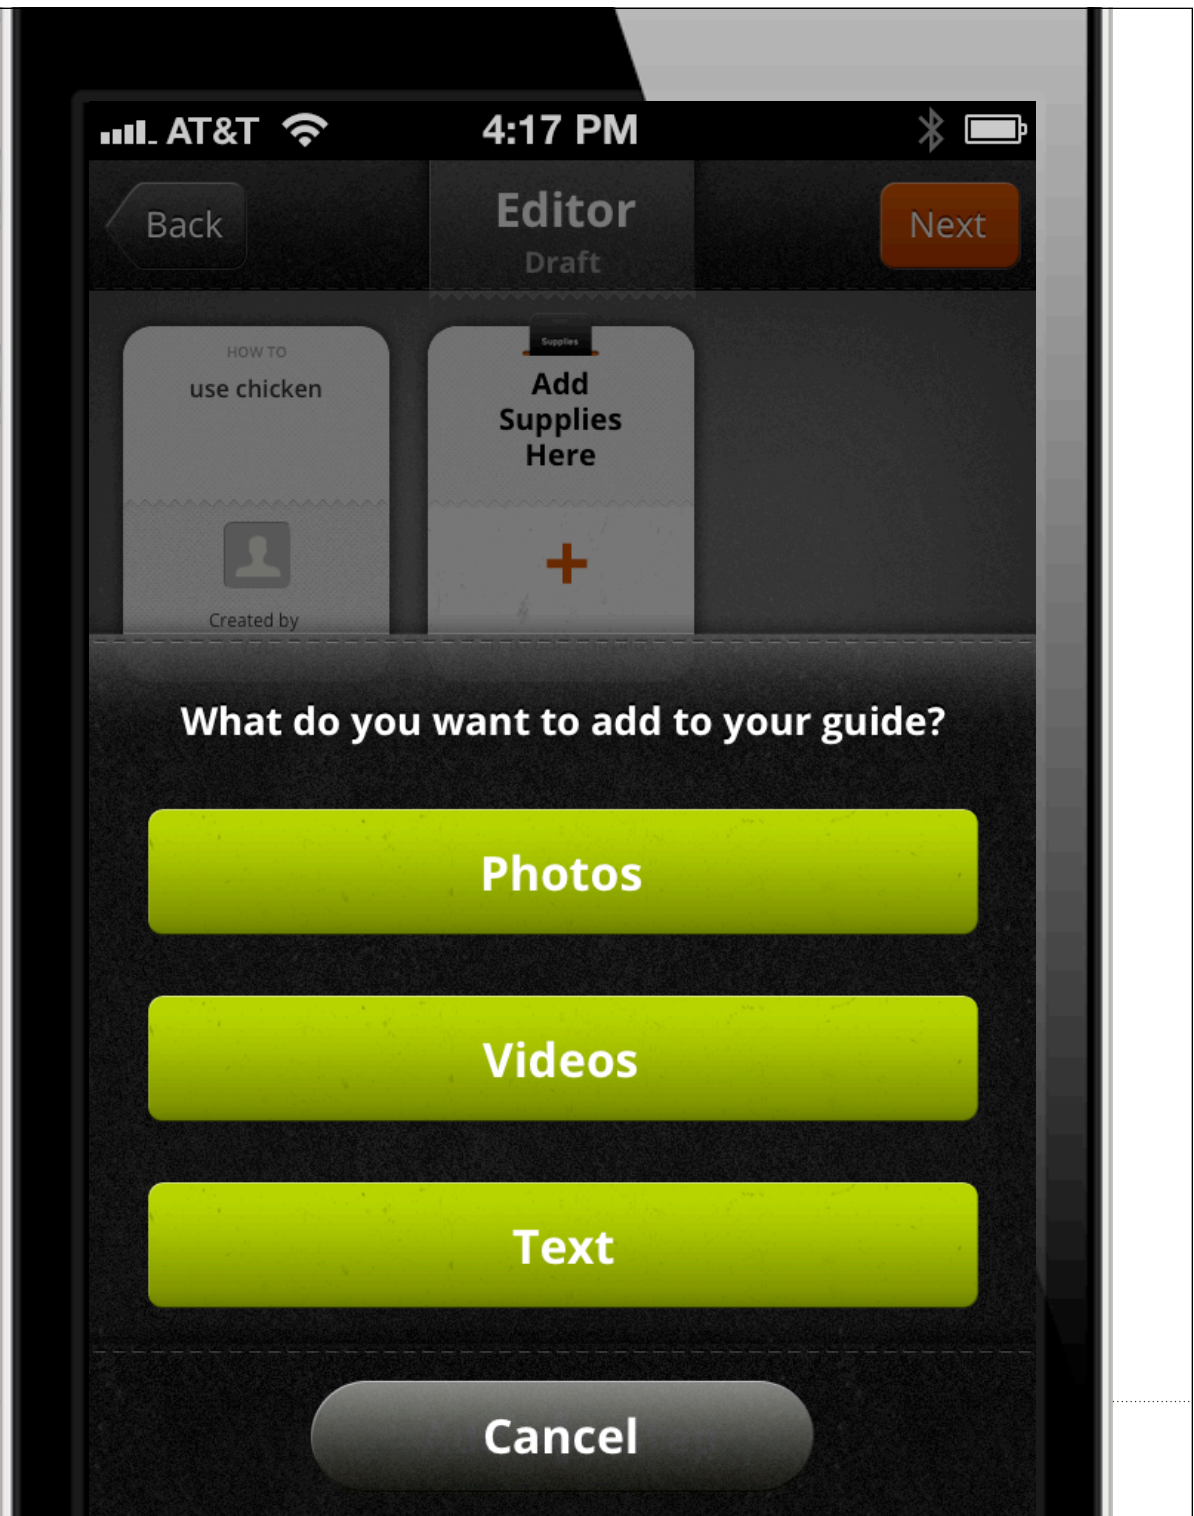 AT&T 4:17 PM
Back
Editor
Next
Draft
HOW TO
use chicken
Supplies
Add
Supplies
Here
Created by
What do you want to add to your guide?
Photos
Videos
Text
Cancel